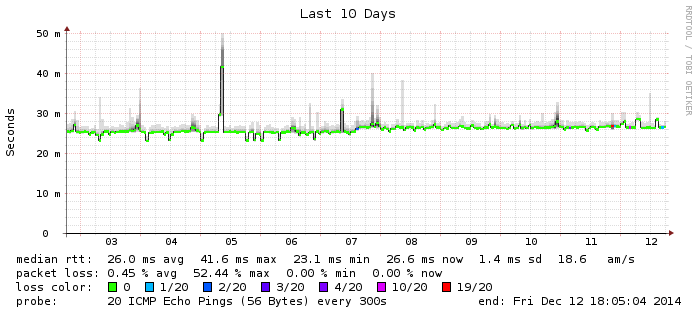 Last 10 Days
RRDTOOL / TOBI OETIKER
Seconds
50 m
40 m
30 m
20 m
10 m
0
03 04 05 06 07 08 09 10 11 12
median rtt: 26.0 ms avg 41.6 ms max 23.1 ms min 26.6 ms now 1.4 ms sd 18.6 am/s
packet loss: 0.45 % avg 52.44 % max 0.00 % min 0.00 % now
loss color: 0 1/20 2/20 3/20 4/20 10/20 19/20
probe: 20 ICMP Echo Pings (56 Bytes) every 300s end: Fri Dec 12 18:05:04 2014